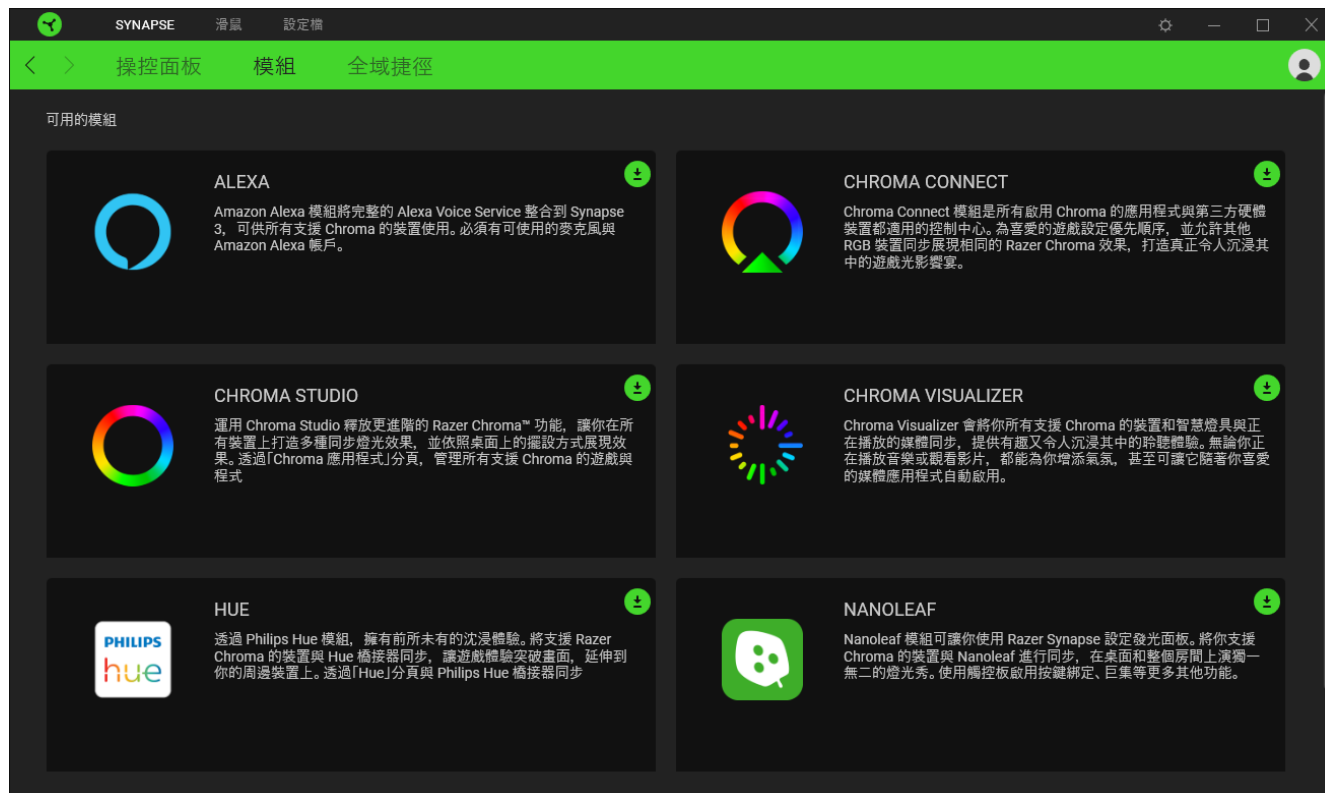 SYNAPSE 滑鼠 設定檔
操控面板 模組 全域捷徑
可用的模組
ALEXA
Amazon Alexa 模組將完整的 Alexa Voice Service 整合到 Synapse
3，可供所有支援 Chroma 的裝置使用。必須有可使用的麥克風與
Amazon Alexa 帳戶。
CHROMA CONNECT
Chroma Connect 模組是所有啟用 Chroma 的應用程式與第三方硬體
裝置都適用的控制中心。為喜愛的遊戲設定優先順序，並允許其他
RGB 裝置同步展現相同的 Razer Chroma 效果，打造真正令人沉浸其
中的遊戲光影饗宴。
CHROMA STUDIO
運用 Chroma Studio 釋放更進階的 Razer Chroma™ 功能，讓你在所
有裝置上打造多種同步燈光效果，並依照桌面上的擺設方式展現效
果。透過「Chroma 應用程式」分頁，管理所有支援 Chroma 的遊戲與
程式
CHROMA VISUALIZER
Chroma Visualizer 會將你所有支援 Chroma 的裝置和智慧燈具與正
在播放的媒體同步，提供有趣又令人沉浸其中的聆聽體驗。無論你正
在播放音樂或觀看影片，都能為你增添氣氛，甚至可讓它隨著你喜愛
的媒體應用程式自動啟用。
PHILIPS
hue
HUE
透過 Philips Hue 模組，擁有前所未有的沈浸體驗。將支援 Razer
Chroma 的裝置與 Hue 橋接器同步，讓遊戲體驗突破畫面，延伸到
你的周邊裝置上。透過「Hue」分頁與 Philips Hue 橋接器同步
NANOLEAF
Nanoleaf 模組可讓你使用 Razer Synapse 設定發光面板。將你支援
Chroma 的裝置與 Nanoleaf 進行同步，在桌面和整個房間上演獨一
無二的燈光秀。使用觸控板啟用按鍵綁定、巨集等更多其他功能。